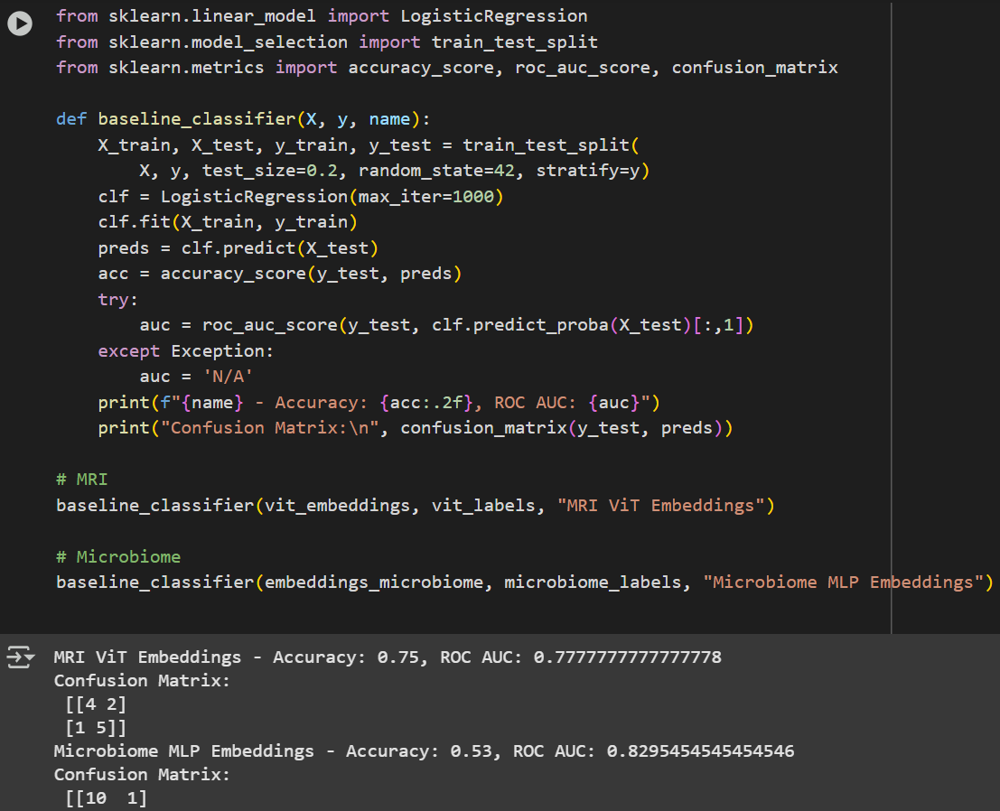 from sklearn.linear_model import LogisticRegression
from sklearn.model_selection import train_test_split
from sklearn.metrics import accuracy_score, roc_auc_score, confusion_matrix

def baseline_classifier(X, y, name):
    X_train, X_test, y_train, y_test = train_test_split(
        X, y, test_size=0.2, random_state=42, stratify=y)
    clf = LogisticRegression(max_iter=1000)
    clf.fit(X_train, y_train)
    preds = clf.predict(X_test)
    acc = accuracy_score(y_test, preds)
    try:
        auc = roc_auc_score(y_test, clf.predict_proba(X_test)[:,1])
    except Exception:
        auc = 'N/A'
    print(f"{name} - Accuracy: {acc:.2f}, ROC AUC: {auc}")
    print("Confusion Matrix:\n", confusion_matrix(y_test, preds))

# MRI
baseline_classifier(vit_embeddings, vit_labels, "MRI ViT Embeddings")

# Microbiome
baseline_classifier(embeddings_microbiome, microbiome_labels, "Microbiome MLP Embeddings")

MRI ViT Embeddings - Accuracy: 0.75, ROC AUC: 0.7777777777777778
Confusion Matrix:
 [[4 2]
 [1 5]]
Microbiome MLP Embeddings - Accuracy: 0.53, ROC AUC: 0.8295454545454546
Confusion Matrix:
 [[10  1]